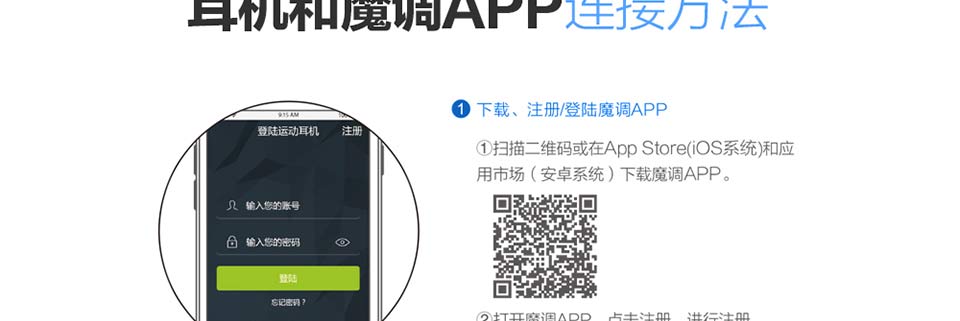 耳机和魔调APP连接方法
1 下载、注册/登陆魔调APP
①扫描二维码或在App Store(iOS系统)和应
用市场（安卓系统）下载魔调APP。
9:15 AM
登陆运动耳机 注册
输入您的账号
输入您的密码
登陆
忘记密码？
②打开魔调APP，点击注册，进行注册